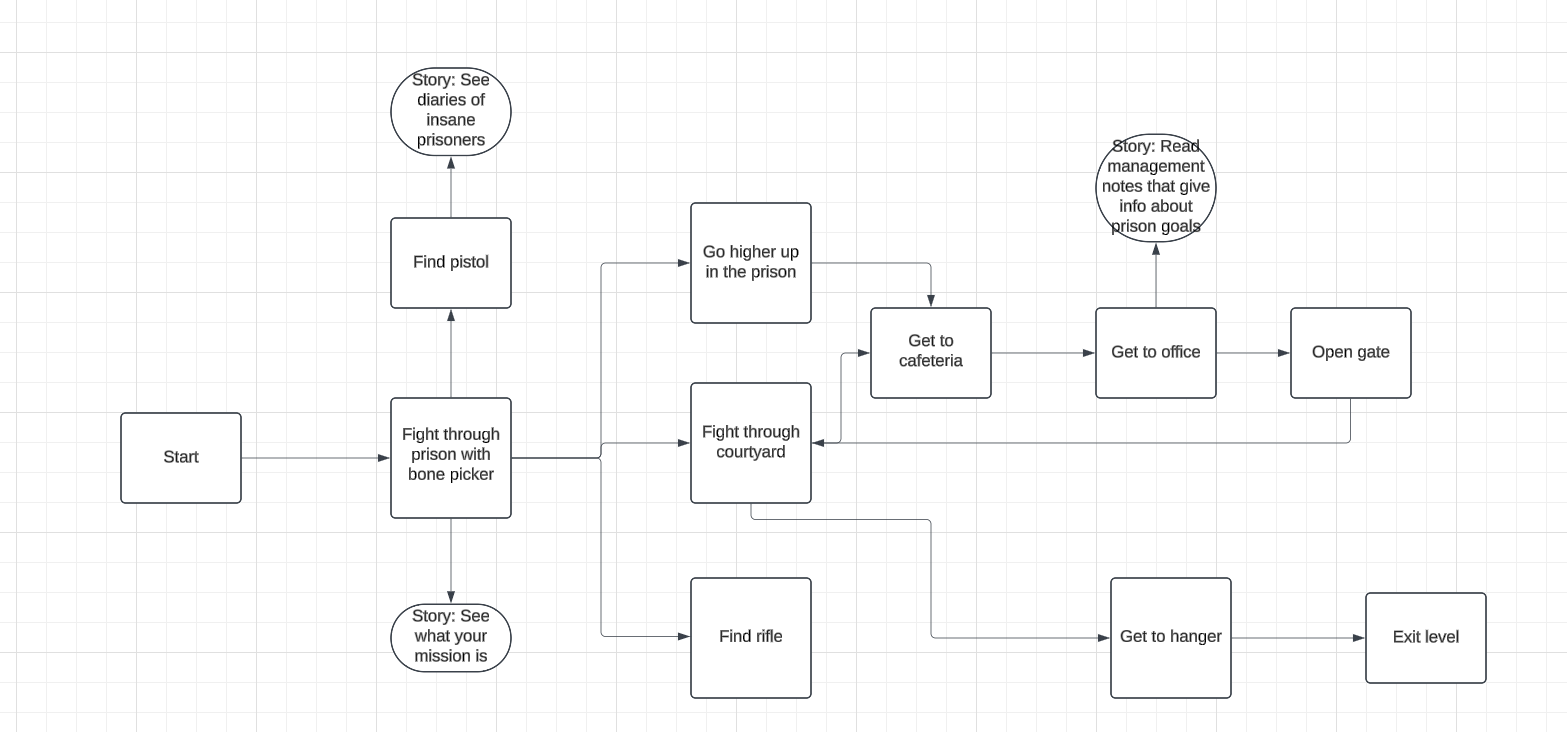 Story: See
diaries of
insane
prisoners
Story: Read
management
notes that give
info about
prison goals
Find pistol
Go higher up
in the prison
Get to
cafeteria
Get to office
Open gate
Start
Fight through
prison with
bone picker
Fight through
courtyard
Story: See
what your
mission is
Find rifle
Get to hanger
Exit level